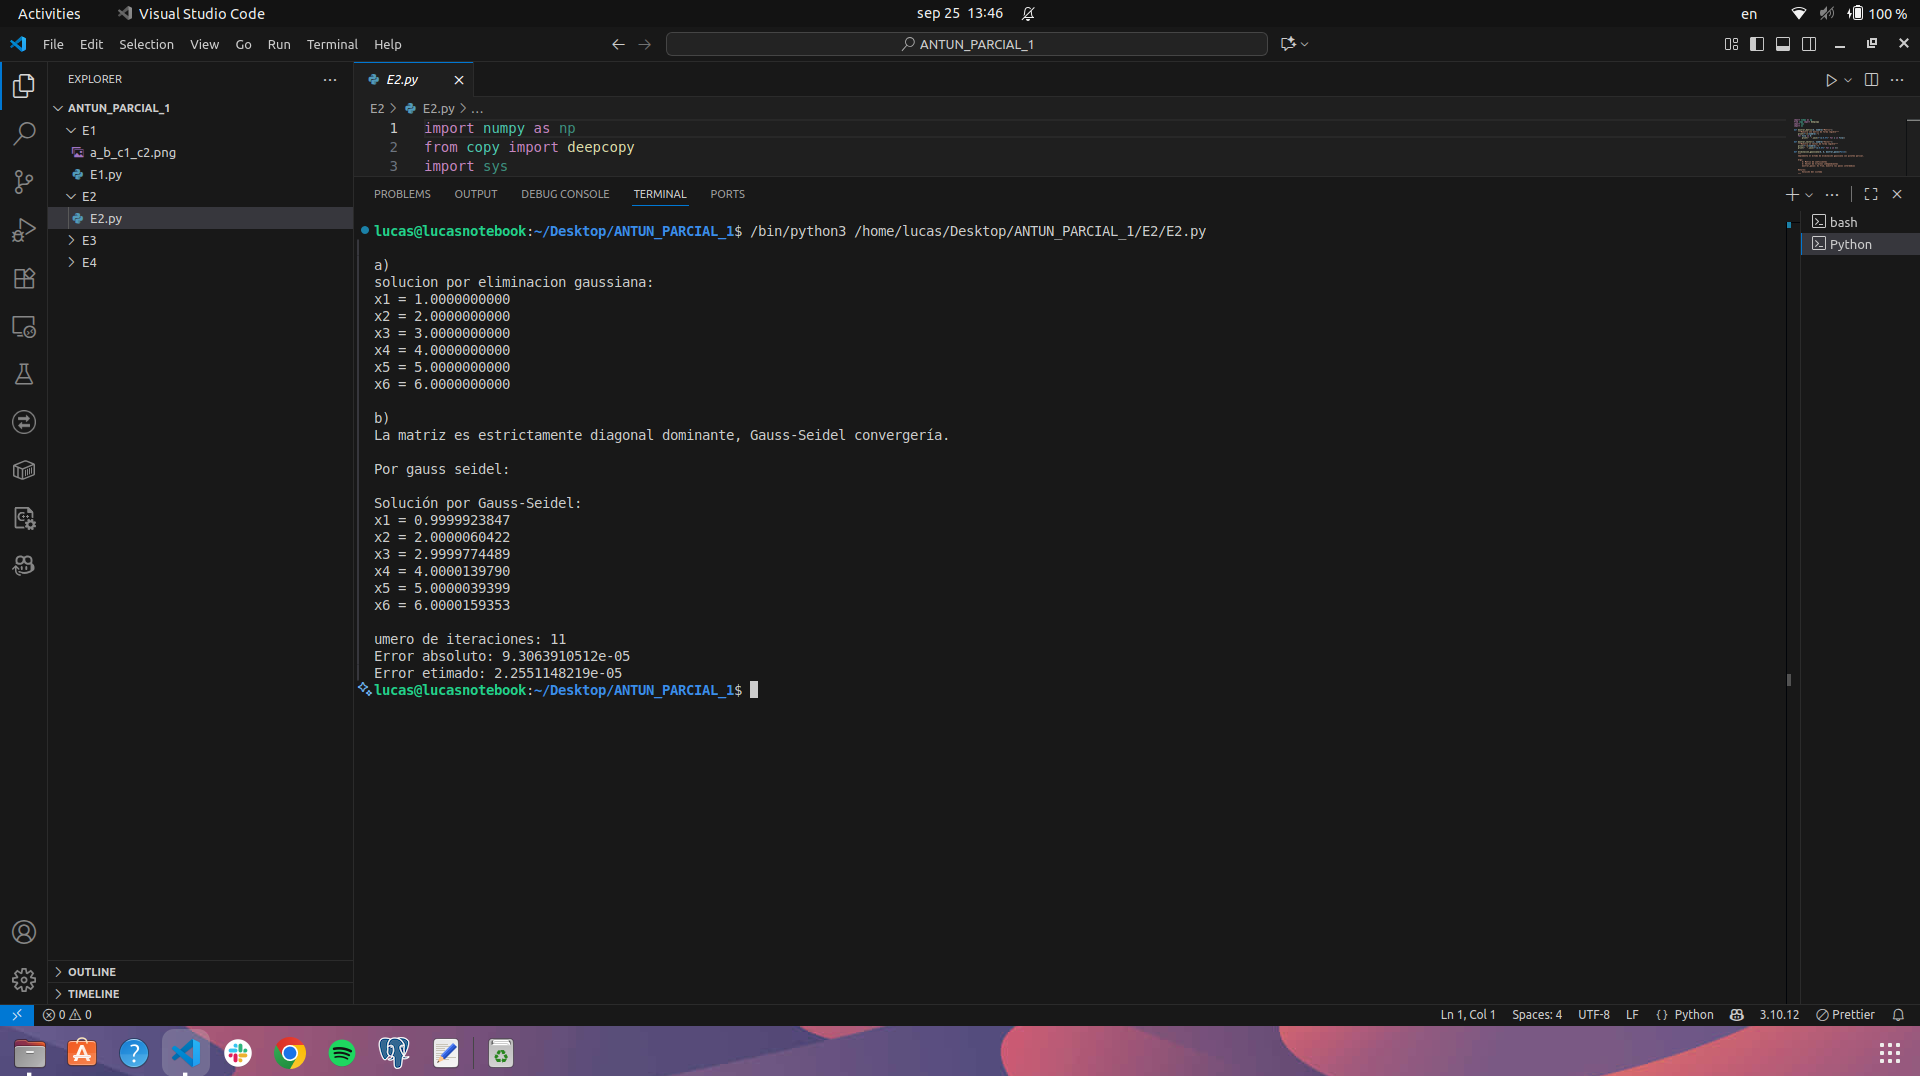 Activities
Visual Studio Code
sep 25 13:46
en
100 %
File Edit Selection View Go Run Terminal Help
ANTUN_PARCIAL_1
EXPLORER
ANTUN_PARCIAL_1
E1
a_b_c1_c2.png
E1.py
E2
E2.py
E3
E4
OUTLINE
TIMELINE
E2.py
E2 > E2.py > ...
1 import numpy as np
2 from copy import deepcopy
3 import sys
PROBLEMS OUTPUT DEBUG CONSOLE TERMINAL PORTS
lucas@lucasnotebook:~/Desktop/ANTUN_PARCIAL_1$ /bin/python3 /home/lucas/Desktop/ANTUN_PARCIAL_1/E2/E2.py
a)
solucion por eliminacion gaussiana:
x1 = 1.0000000000
x2 = 2.0000000000
x3 = 3.0000000000
x4 = 4.0000000000
x5 = 5.0000000000
x6 = 6.0000000000
b)
La matriz es estrictamente diagonal dominante, Gauss-Seidel convergería.
Por gauss seidel:
Solución por Gauss-Seidel:
x1 = 0.9999923847
x2 = 2.0000060422
x3 = 2.9999774489
x4 = 4.0000139790
x5 = 5.0000039399
x6 = 6.0000159353
umero de iteraciones: 11
Error absoluto: 9.3063910512e-05
Error etimado: 2.2551148219e-05
lucas@lucasnotebook:~/Desktop/ANTUN_PARCIAL_1$
bash
Python
0 0
Ln 1, Col 1 Spaces: 4 UTF-8 LF {} Python 3.10.12 Prettier